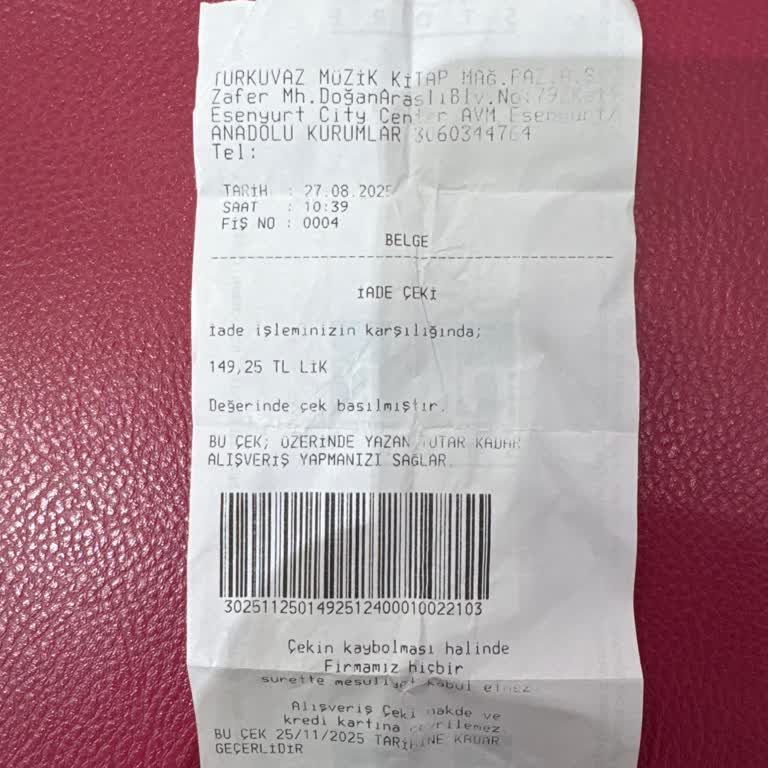 TURKUVAZ MÜZİK KİTAP MAĞ.PAZ.A.Ş
Zafer Mh.DoğanAraslıBlv.No:79
Esenyurt City Center AVM Esenyurt/
ANADOLU KURUMLAR 3060344764
Tel:
TARİH : 27.08.2025
SAAT : 10:39
FİŞ NO : 0004
BELGE
İADE ÇEKİ
İade işleminizin karşılığında;
149,25 TL LİK
Değerinde çek basılmıştır.
BU ÇEK; ÜZERİNDE YAZAN TUTAR KADAR
ALIŞVERİŞ YAPMANIZI SAĞLAR.
3025112501492512400010022103
Çekin kaybolması halinde
Firmamız hiçbir
surette mesuliyet kabul etmez
Alışveriş Çeki nakde ve
kredi kartına çevrilemez
BU ÇEK 25/11/2025 TARİHİNE KADAR
GEÇERLİDİR